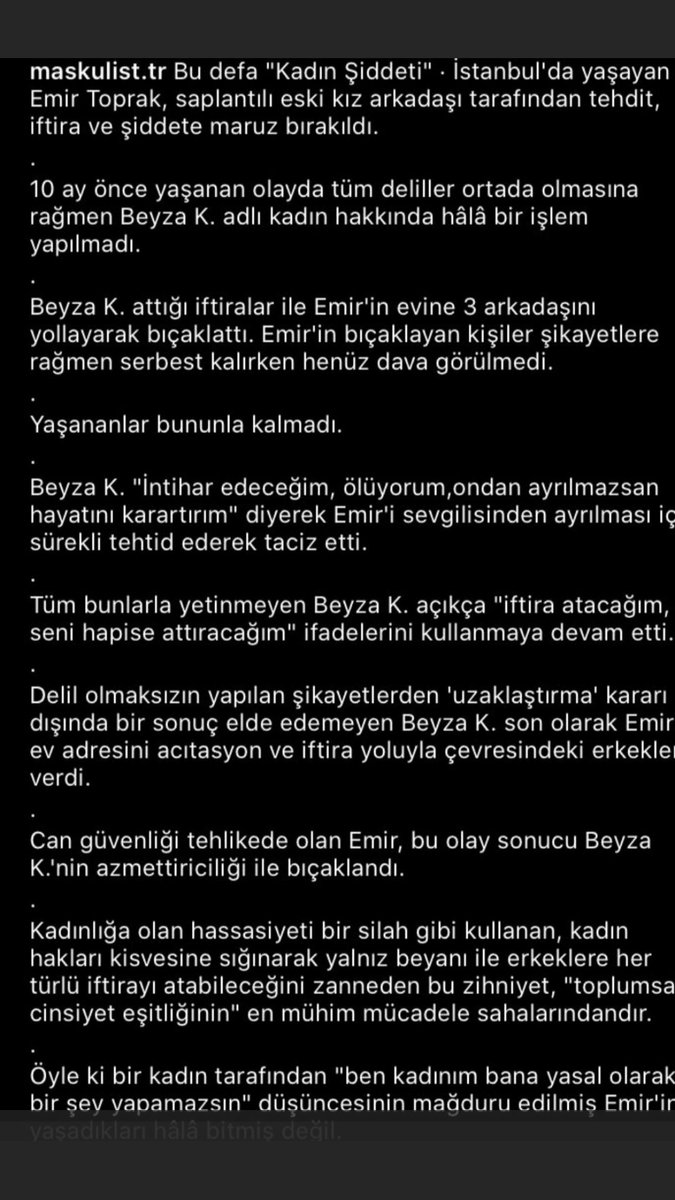 maskulist.tr Bu defa "Kadın Şiddeti" · İstanbul'da yaşayan
Emir Toprak, saplantılı eski kız arkadaşı tarafından tehdit,
iftira ve şiddete maruz bırakıldı.
.
10 ay önce yaşanan olayda tüm deliller ortada olmasına
rağmen Beyza K. adlı kadın hakkında hâlâ bir işlem
yapılmadı.
.
Beyza K. attığı iftiralar ile Emir'in evine 3 arkadaşını
yollayarak bıçaklattı. Emir'in bıçaklayan kişiler şikayetlere
rağmen serbest kalırken henüz dava görülmedi.
.
Yaşananlar bununla kalmadı.
.
Beyza K. "İntihar edeceğim, ölüyorum,ondan ayrılmazsan
hayatını karartırım" diyerek Emir'i sevgilisinden ayrılması iç
sürekli tehtid ederek taciz etti.
.
Tüm bunlarla yetinmeyen Beyza K. açıkça "iftira atacağım,
seni hapise attıracağım" ifadelerini kullanmaya devam etti.
.
Delil olmaksızın yapılan şikayetlerden 'uzaklaştırma' kararı
dışında bir sonuç elde edemeyen Beyza K. son olarak Emir
ev adresini acıtasyon ve iftira yoluyla çevresindeki erkekle
verdi.
.
Can güvenliği tehlikede olan Emir, bu olay sonucu Beyza
K.'nin azmettiriciliği ile bıçaklandı.
.
Kadınlığa olan hassasiyeti bir silah gibi kullanan, kadın
hakları kisvesine sığınarak yalnız beyanı ile erkeklere her
türlü iftirayı atabileceğini zanneden bu zihniyet, "toplumsa
cinsiyet eşitliğinin" en mühim mücadele sahalarındandır.
.
Öyle ki bir kadın tarafından "ben kadınım bana yasal olarak
bir şey yapamazsın" düşüncesinin mağduru edilmiş Emir'in
yaşadıkları hâlâ bitmiş değil.